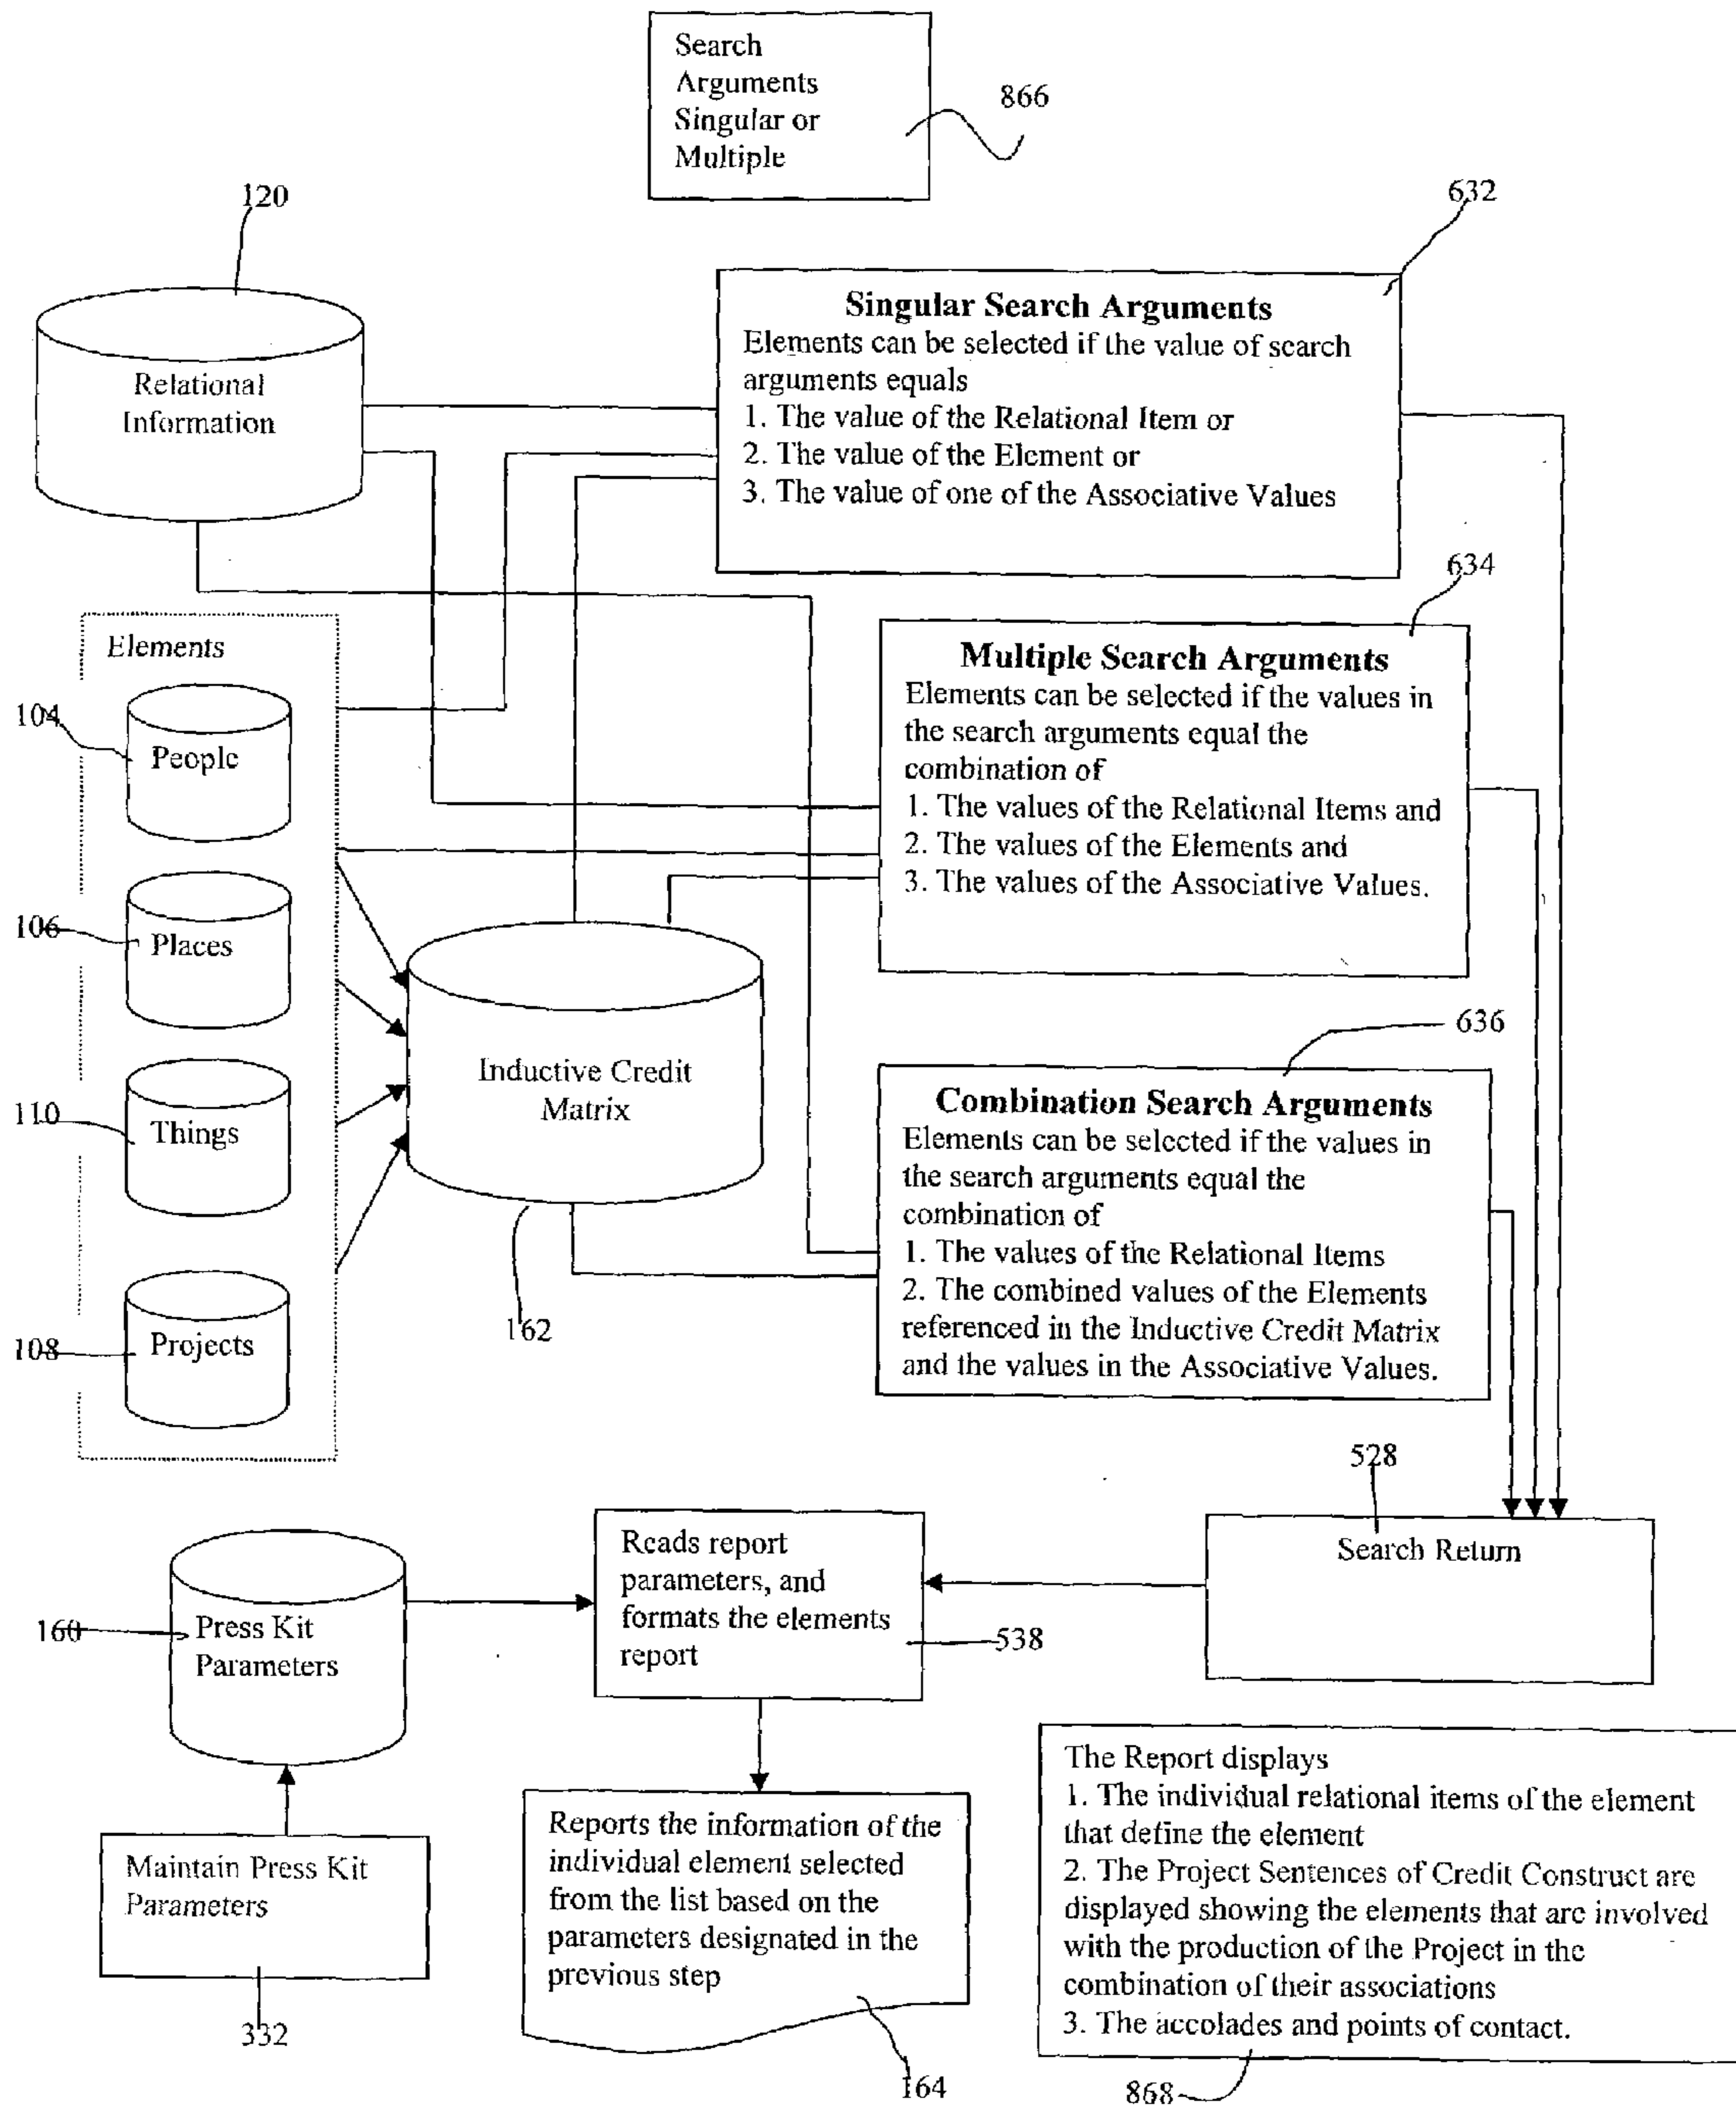 Search
Arguments
Singular or
Multiple
866
120
632
Relational
Information
Singular Search Arguments
Elements can be selected if the value of search
arguments equals
1. The value of the Relational Item or
2. The value of the Element or
3. The value of one of the Associative Values
634
Elements
104
People
106
Places
110
Things
108
Projects
Multiple Search Arguments
Elements can be selected if the values in
the search arguments equal the
combination of
1. The values of the Relational Items and
2. The values of the Elements and
3. The values of the Associative Values.
Inductive Credit
Matrix
162
636
Combination Search Arguments
Elements can be selected if the values in
the search arguments equal the
combination of
1. The values of the Relational Items
2. The combined values of the Elements
referenced in the Inductive Credit Matrix
and the values in the Associative Values.
528
Search Return
160
Press Kit
Parameters
Reads report
parameters, and
formats the elements
report
538
Maintain Press Kit
Parameters
332
Reports the information of the
individual element selected
from the list based on the
parameters designated in the
previous step
164
The Report displays
1. The individual relational items of the element
that define the element
2. The Project Sentences of Credit Construct are
displayed showing the elements that are involved
with the production of the Project in the
combination of their associations
3. The accolades and points of contact.
868